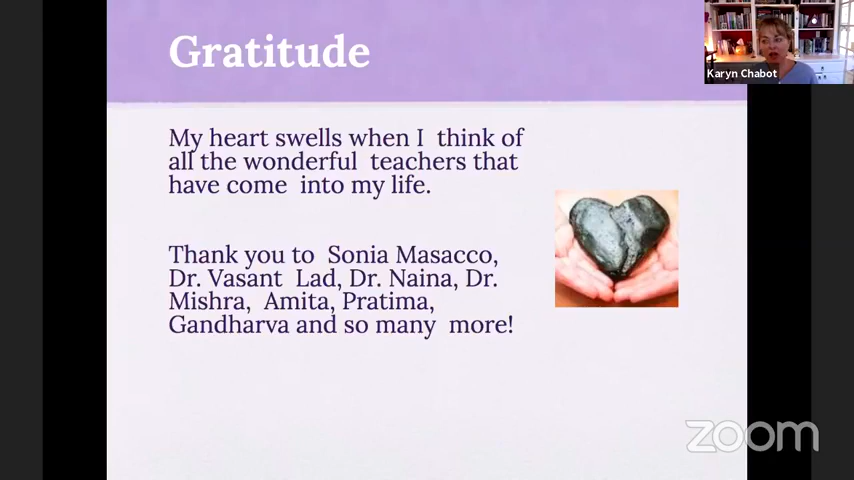 Gratitude
Karyn Chabot
My heart swells when I think of
all the wonderful teachers that
have come into my life.
Thank you to Sonia Masacco,
Dr. Vasant Lad, Dr. Naina, Dr.
Mishra, Amita, Pratima,
Gandharva and so many more!
zoom